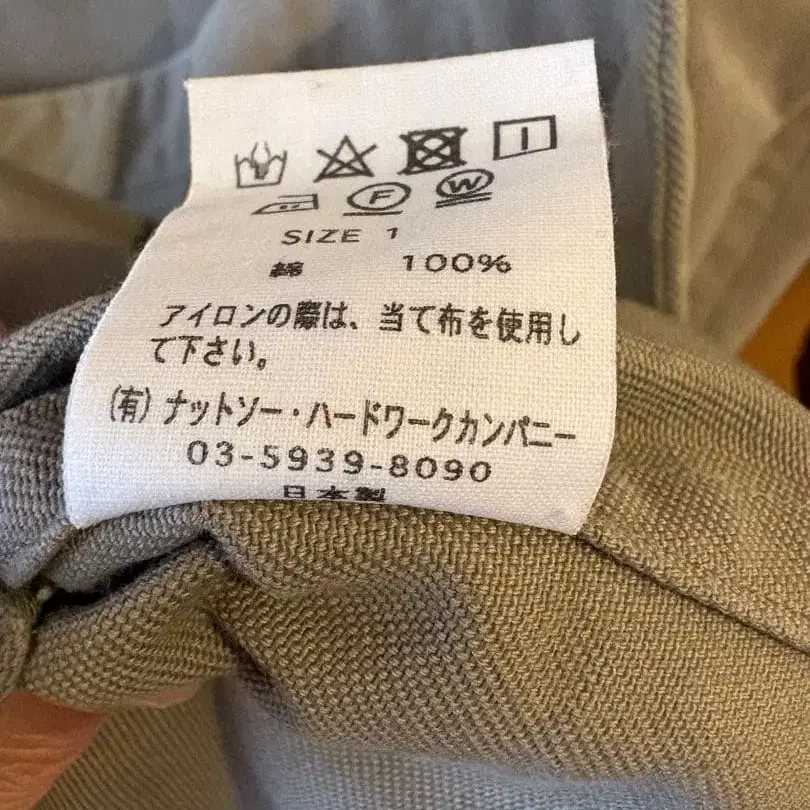 F W
SIZE 1
綿 100%
アイロンの際は、当て布を使用し
て下さい。
(有) ナットソー・ハードワークカンパニー
03-5939-8090
日本製